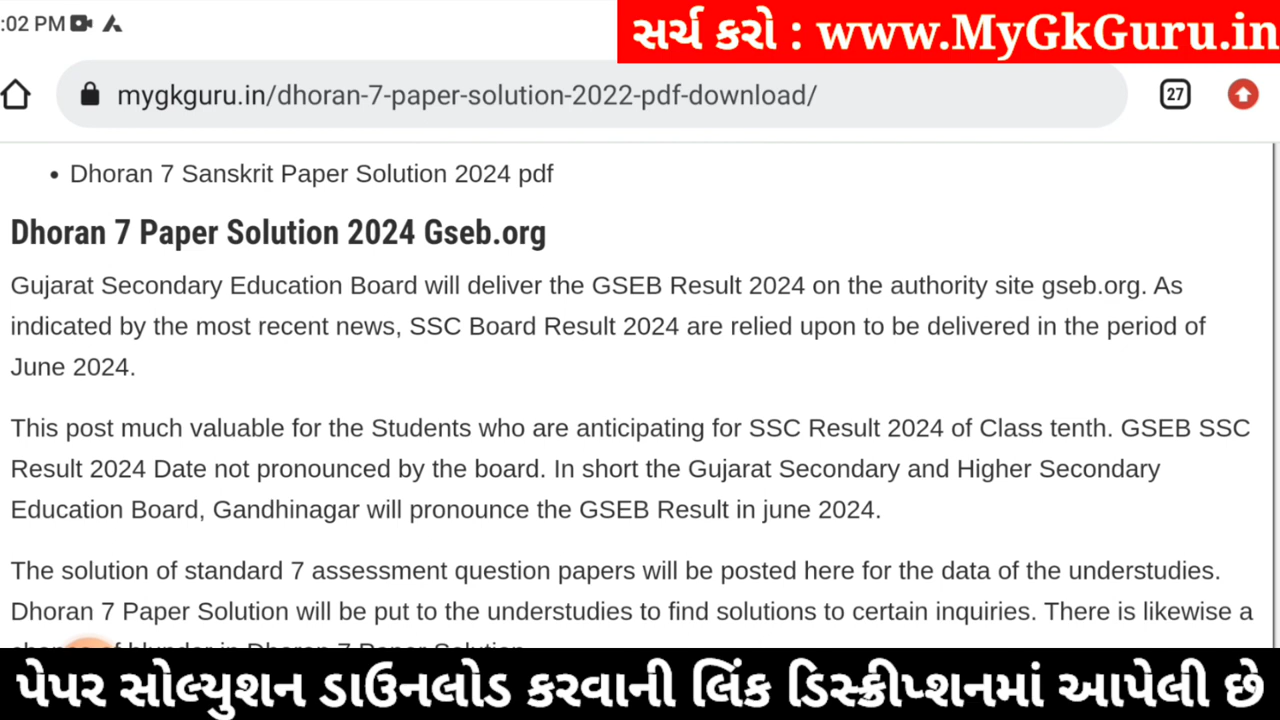 :02 PM
સર્ચ કરો : www.MyGkGuru.in
mygkguru.in/dhoran-7-paper-solution-2022-pdf-download/
27
• Dhoran 7 Sanskrit Paper Solution 2024 pdf
Dhoran 7 Paper Solution 2024 Gseb.org
Gujarat Secondary Education Board will deliver the GSEB Result 2024 on the authority site gseb.org. As
indicated by the most recent news, SSC Board Result 2024 are relied upon to be delivered in the period of
June 2024.
This post much valuable for the Students who are anticipating for SSC Result 2024 of Class tenth. GSEB SSC
Result 2024 Date not pronounced by the board. In short the Gujarat Secondary and Higher Secondary
Education Board, Gandhinagar will pronounce the GSEB Result in june 2024.
The solution of standard 7 assessment question papers will be posted here for the data of the understudies.
Dhoran 7 Paper Solution will be put to the understudies to find solutions to certain inquiries. There is likewise a
of blunder in Dhoran 7 Paper Solution
પેપર સોલ્યુશન ડાઉનલોડ કરવાની લિંક ડિસ્ક્રીપ્શનમાં આપેલી છે